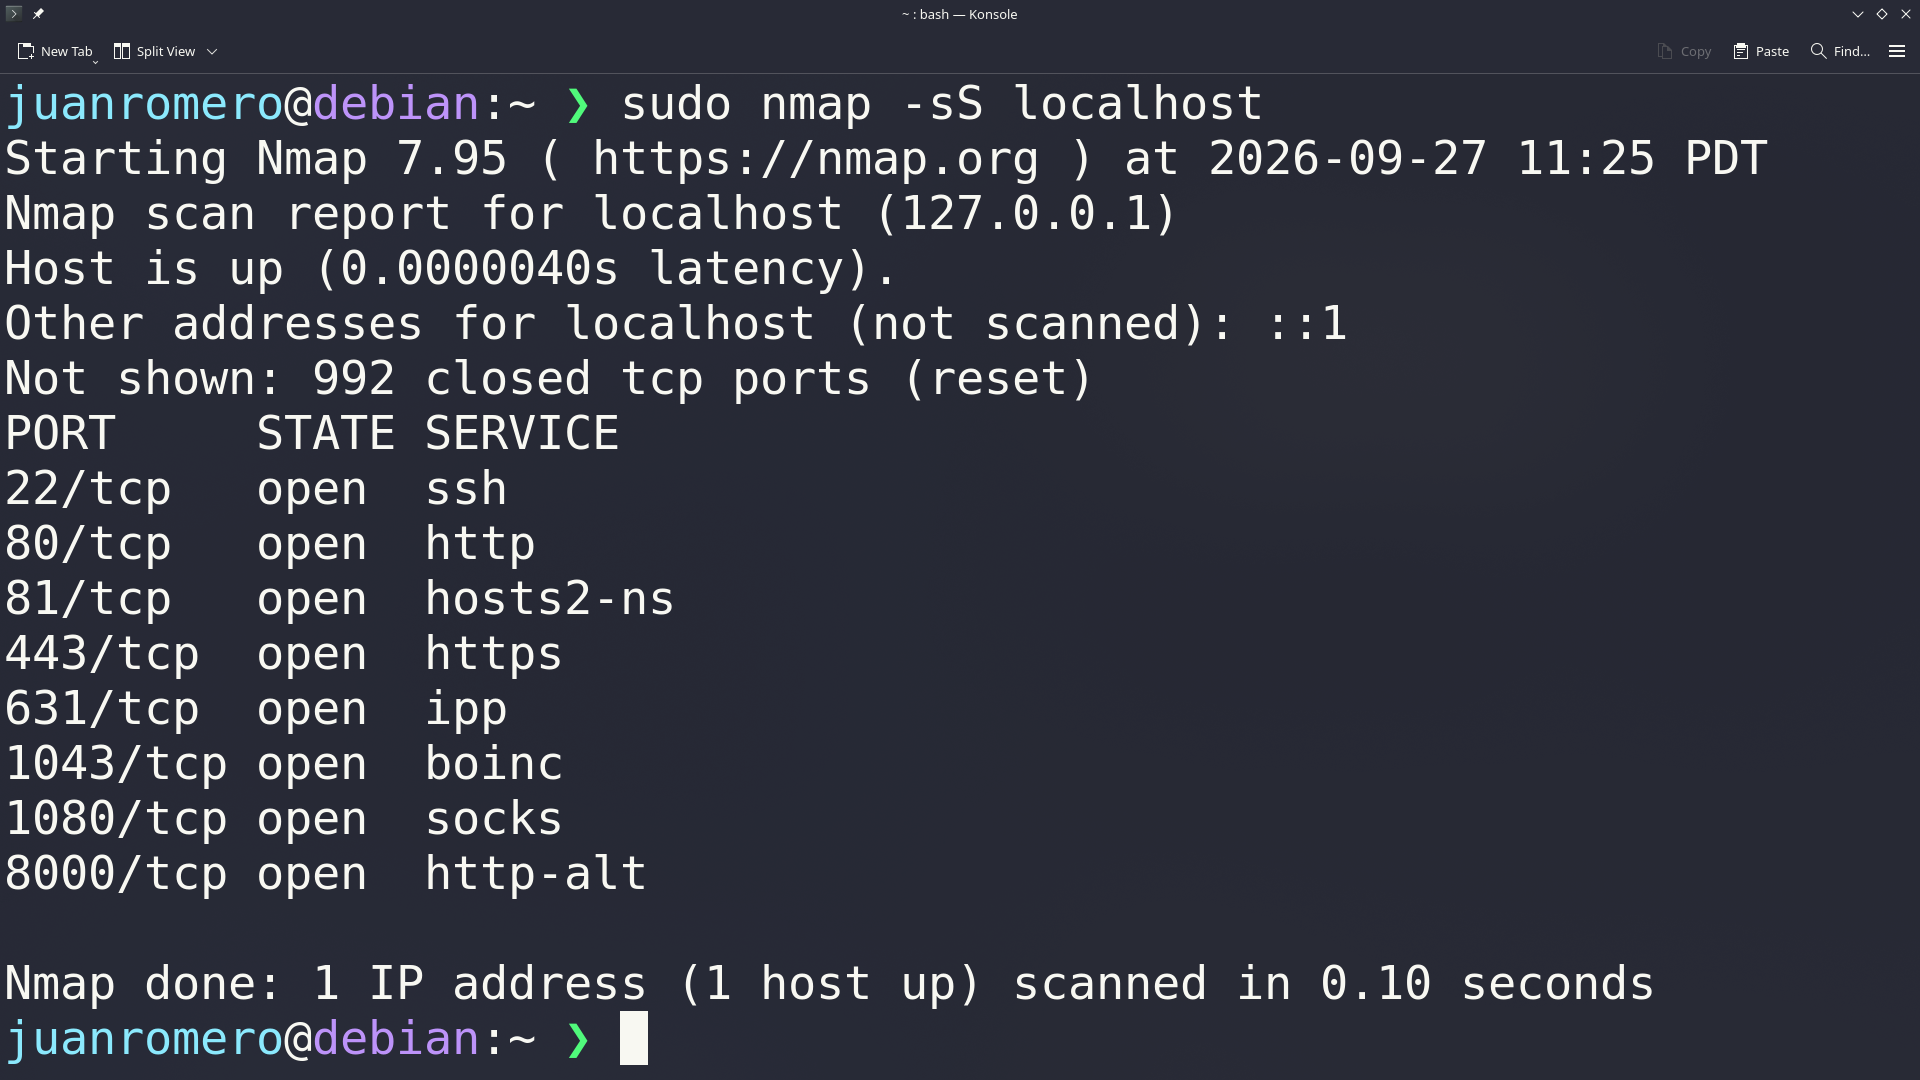 ~ : bash — Konsole
New Tab Split View Copy Paste Find...
juanromero@debian:~ ❯ sudo nmap -sS localhost
Starting Nmap 7.95 ( https://nmap.org ) at 2026-09-27 11:25 PDT
Nmap scan report for localhost (127.0.0.1)
Host is up (0.0000040s latency).
Other addresses for localhost (not scanned): ::1
Not shown: 992 closed tcp ports (reset)
PORT     STATE SERVICE
22/tcp   open  ssh
80/tcp   open  http
81/tcp   open  hosts2-ns
443/tcp  open  https
631/tcp  open  ipp
1043/tcp open  boinc
1080/tcp open  socks
8000/tcp open  http-alt
Nmap done: 1 IP address (1 host up) scanned in 0.10 seconds
juanromero@debian:~ ❯